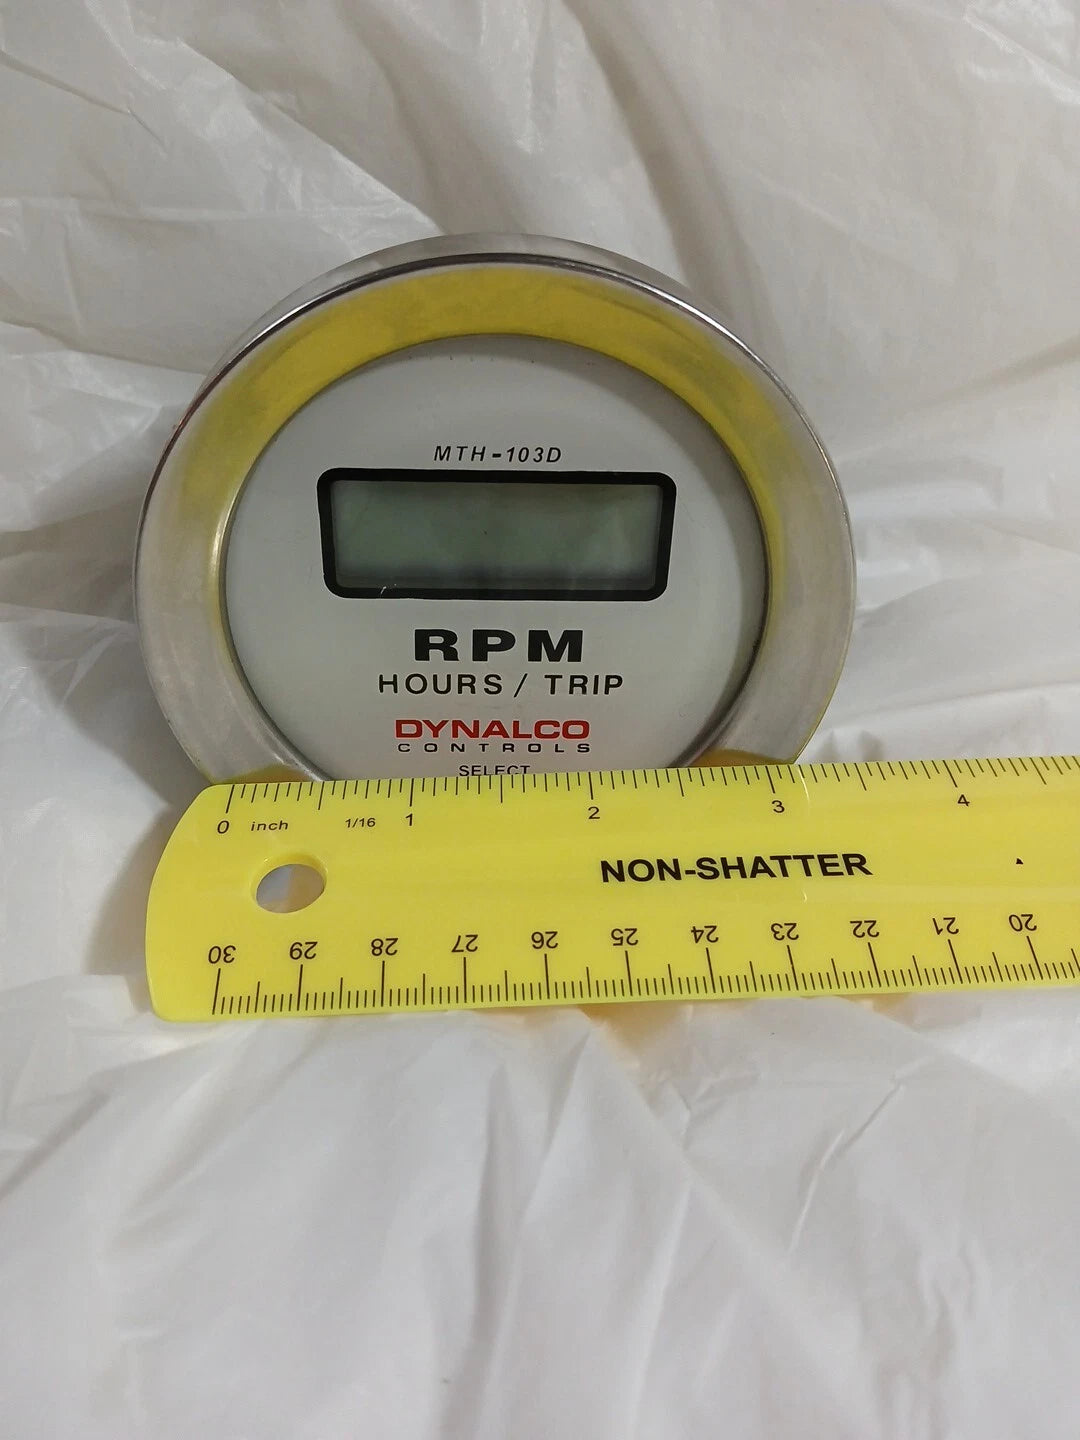 MTH-103D
RPM
HOURS / TRIP
DYNALCO
CONTROLS
SELECT
0 inch 1/16 1 2 3 4
NON-SHATTER
30 29 28 27 26 25 24 23 22 21 20